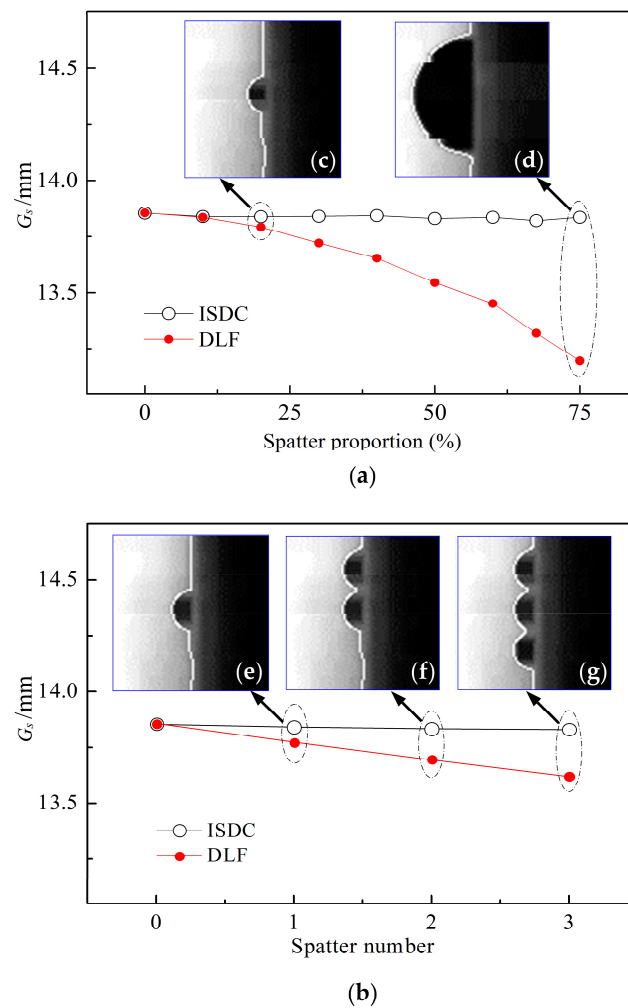 14.5
14.0
13.5
Gs/mm
(c)
(d)
ISDC
DLF
0
25
50
75
Spatter proportion (%)
(a)
14.5
14.0
13.5
Gs/mm
(e)
(f)
(g)
ISDC
DLF
0
1
2
3
Spatter number
(b)